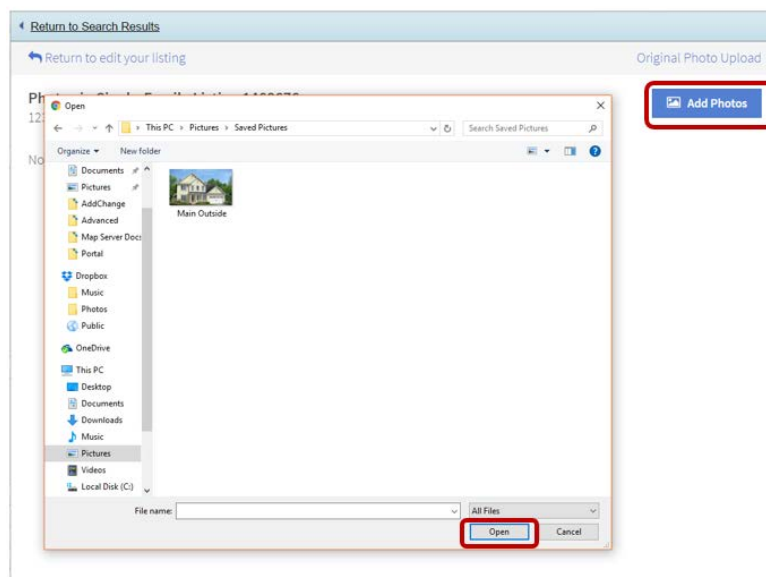 Return to Search Results
Return to edit your listing
Original Photo Upload
Add Photos
Open
This PC > Pictures > Saved Pictures
Search Saved Pictures
Organize
New folder
Documents
Pictures
AddChange
Advanced
Map Server Docs
Portal
Dropbox
Music
Photos
Public
OneDrive
This PC
Desktop
Documents
Downloads
Music
Pictures
Videos
Local Disk (C:)
Main Outside
File name:
All Files
Open
Cancel